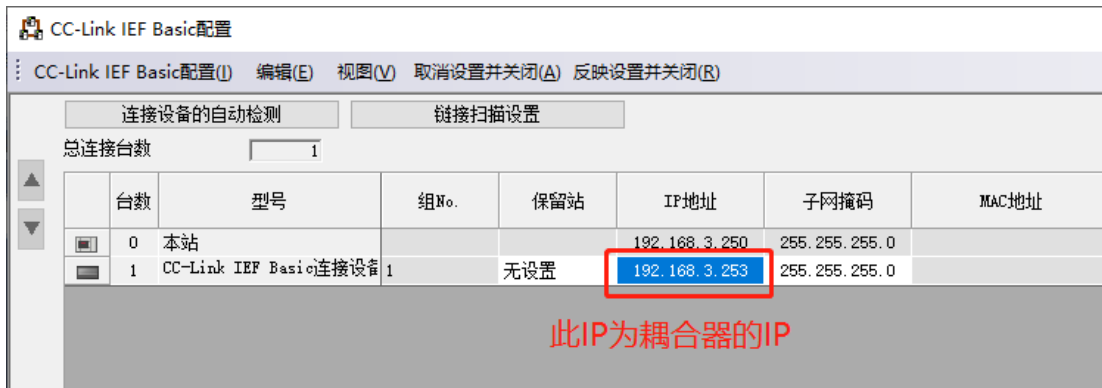 CC-Link IEF Basic配置
CC-Link IEF Basic配置(I) 编辑(E) 视图(V) 取消设置并关闭(A) 反映设置并关闭(R)
连接设备的自动检测 链接扫描设置
总连接台数 1
台数 型号 组No. 保留站 IP地址 子网掩码 MAC地址
0 本站 192.168.3.250 255.255.255.0
1 CC-Link IEF Basic连接设备 1 无设置 192.168.3.253 255.255.255.0
此IP为耦合器的IP